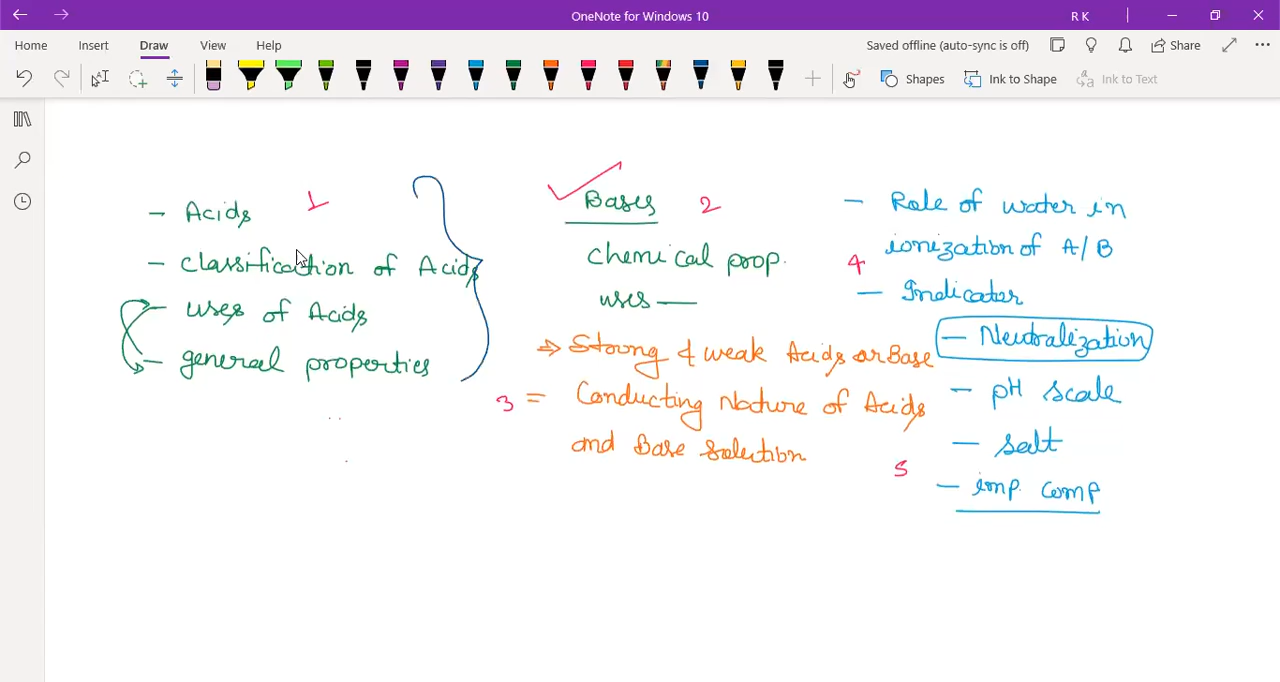 OneNote for Windows 10
R K
Home
Insert
Draw
View
Help
Saved offline (auto-sync is off)
Share
Shapes
Ink to Shape
Ink to Text
- Acids 1
- Classification of Acids
- uses of Acids
- general properties
Bases 2
chemical prop.
uses —
⇒ Strong & weak Acids or Base
3 = Conducting Nature of Acids
and Base Solution
- Role of water in
4 ionization of A/B
- Indicater
- Neutralization
- pH scale
- salt
5
- imp comp